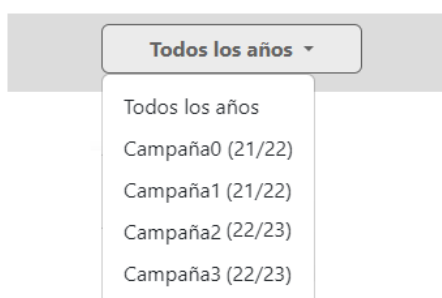 Todos los años
Todos los años
Campaña0 (21/22)
Campaña1 (21/22)
Campaña2 (22/23)
Campaña3 (22/23)